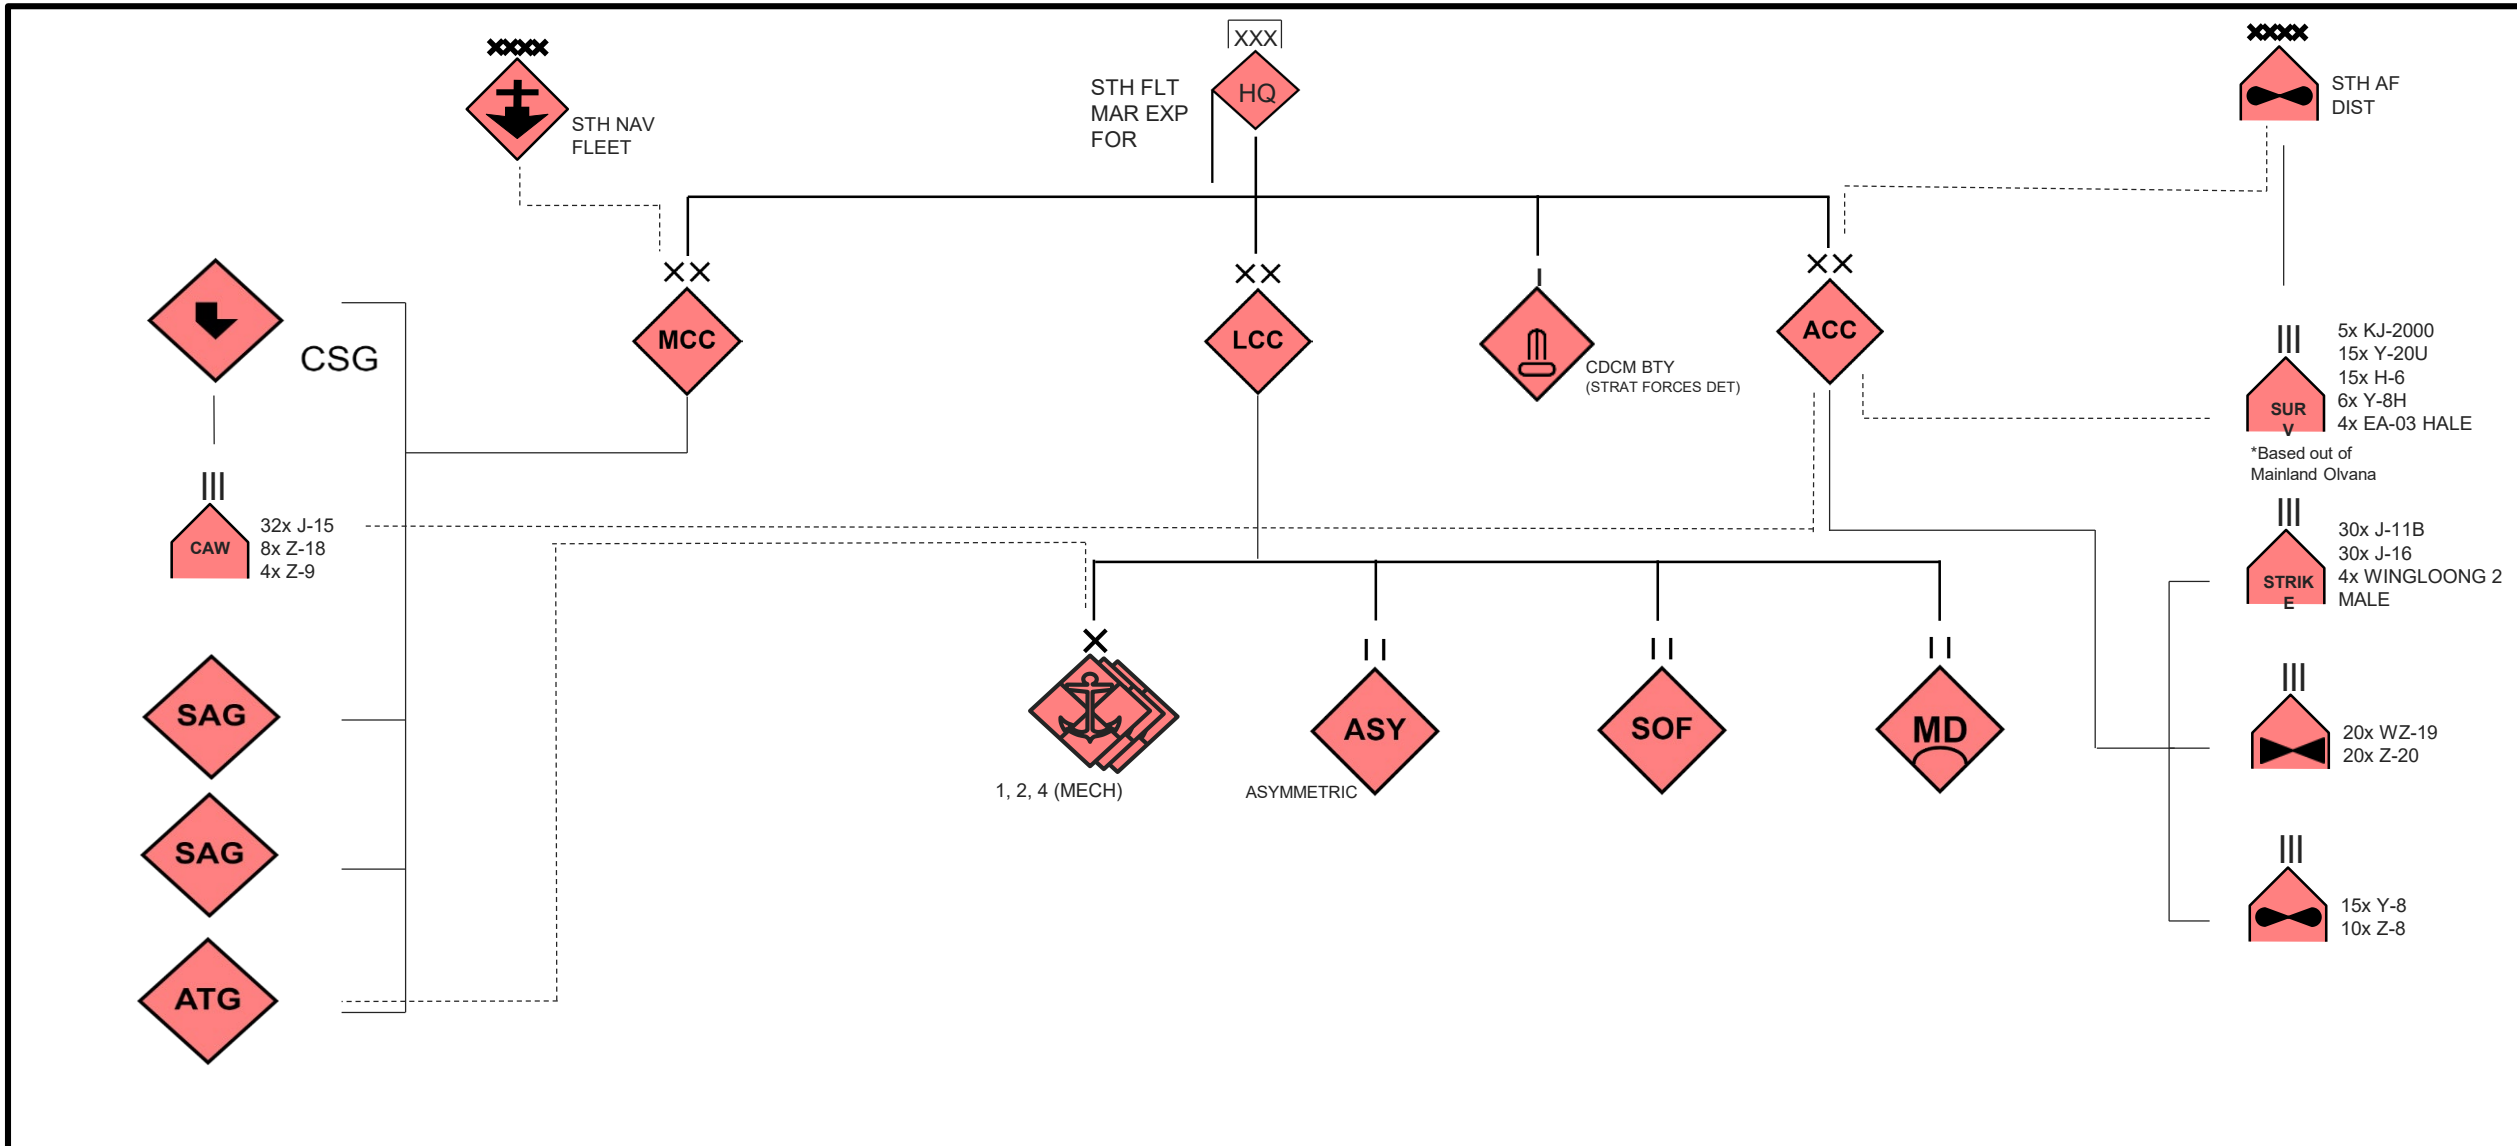 XXXX
STH NAV
FLEET
XXX
HQ
STH FLT
MAR EXP
FOR
XXXX
STH AF
DIST
CSG
XX
MCC
XX
LCC
I
CDCM BTY
(STRAT FORCES DET)
XX
ACC
III
SUR
V
5x KJ-2000
15x Y-20U
15x H-6
6x Y-8H
4x EA-03 HALE
*Based out of
Mainland Olvana
III
CAW
32x J-15
8x Z-18
4x Z-9
III
STRIK
E
30x J-11B
30x J-16
4x WINGLOONG 2
MALE
SAG
SAG
ATG
X
1, 2, 4 (MECH)
II
ASY
ASYMMETRIC
II
SOF
II
MD
III
20x WZ-19
20x Z-20
III
15x Y-8
10x Z-8